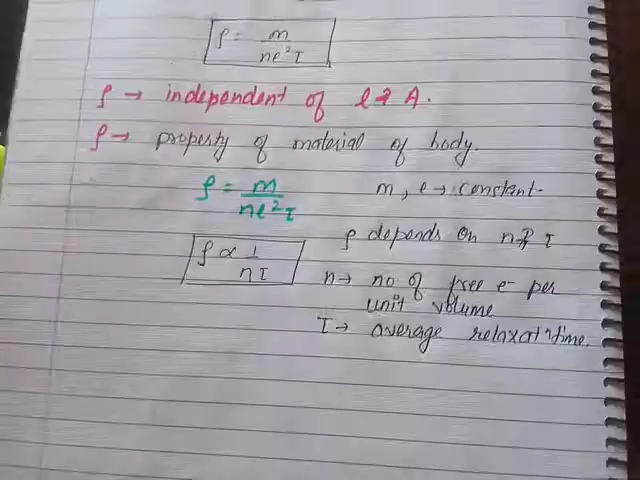 ρ = m / ne²τ
ρ → independent of l & A.
ρ → property of material of body.
ρ = m / ne²τ m, e → constant
ρ depends on n & τ
ρ ∝ 1 / nτ
n → no of free e⁻ per
unit volume
τ → average relaxatⁿ time.